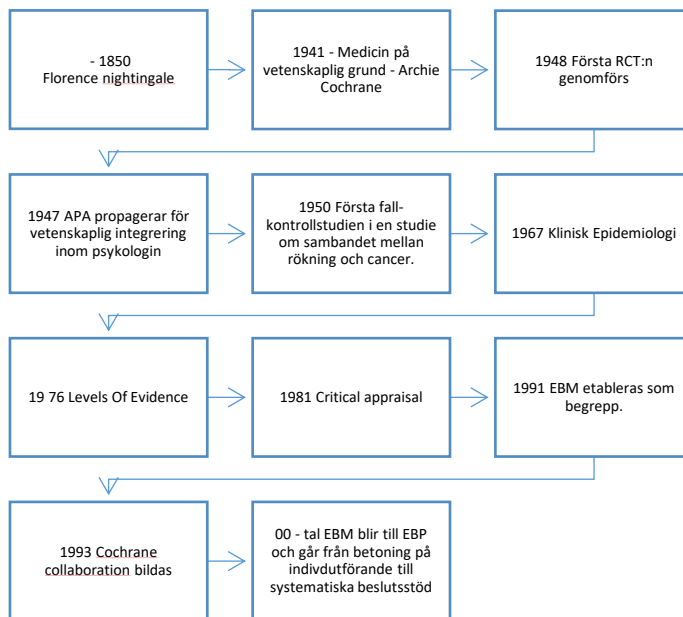 - 1850
Florence nightingale
1941 - Medicin på
vetenskaplig grund - Archie
Cochrane
1948 Första RCT:n
genomförs
1947 APA propagerar för
vetenskaplig integrering
inom psykologin
1950 Första fall-
kontrollstudien i en studie
om sambandet mellan
rökning och cancer.
1967 Klinisk Epidemiologi
19 76 Levels Of Evidence
1981 Critical appraisal
1991 EBM etableras som
begrepp.
1993 Cochrane
collaboration bildas
00 - tal EBM blir till EBP
och går från betoning på
indivdutförande till
systematiska beslutsstöd